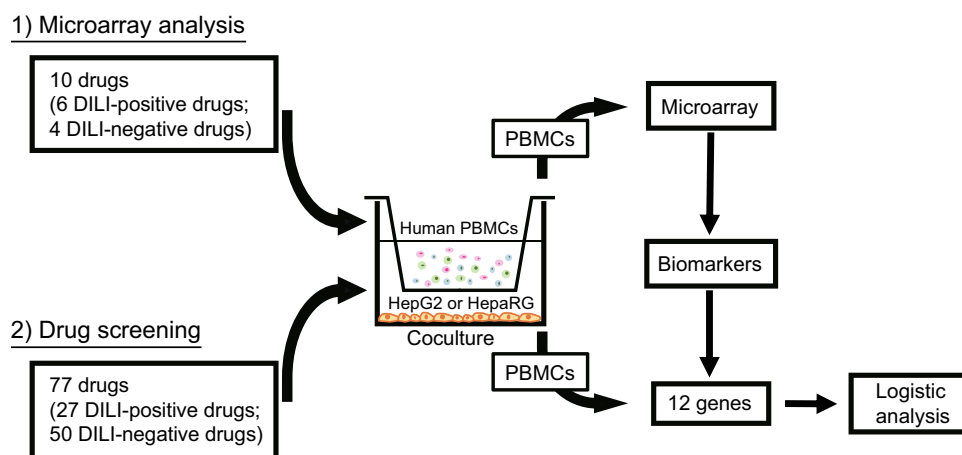 1) Microarray analysis
10 drugs
(6 DILI-positive drugs;
4 DILI-negative drugs)
PBMCs
Microarray
Human PBMCs
HepG2 or HepaRG
Coculture
Biomarkers
2) Drug screening
77 drugs
(27 DILI-positive drugs;
50 DILI-negative drugs)
PBMCs
12 genes
Logistic
analysis